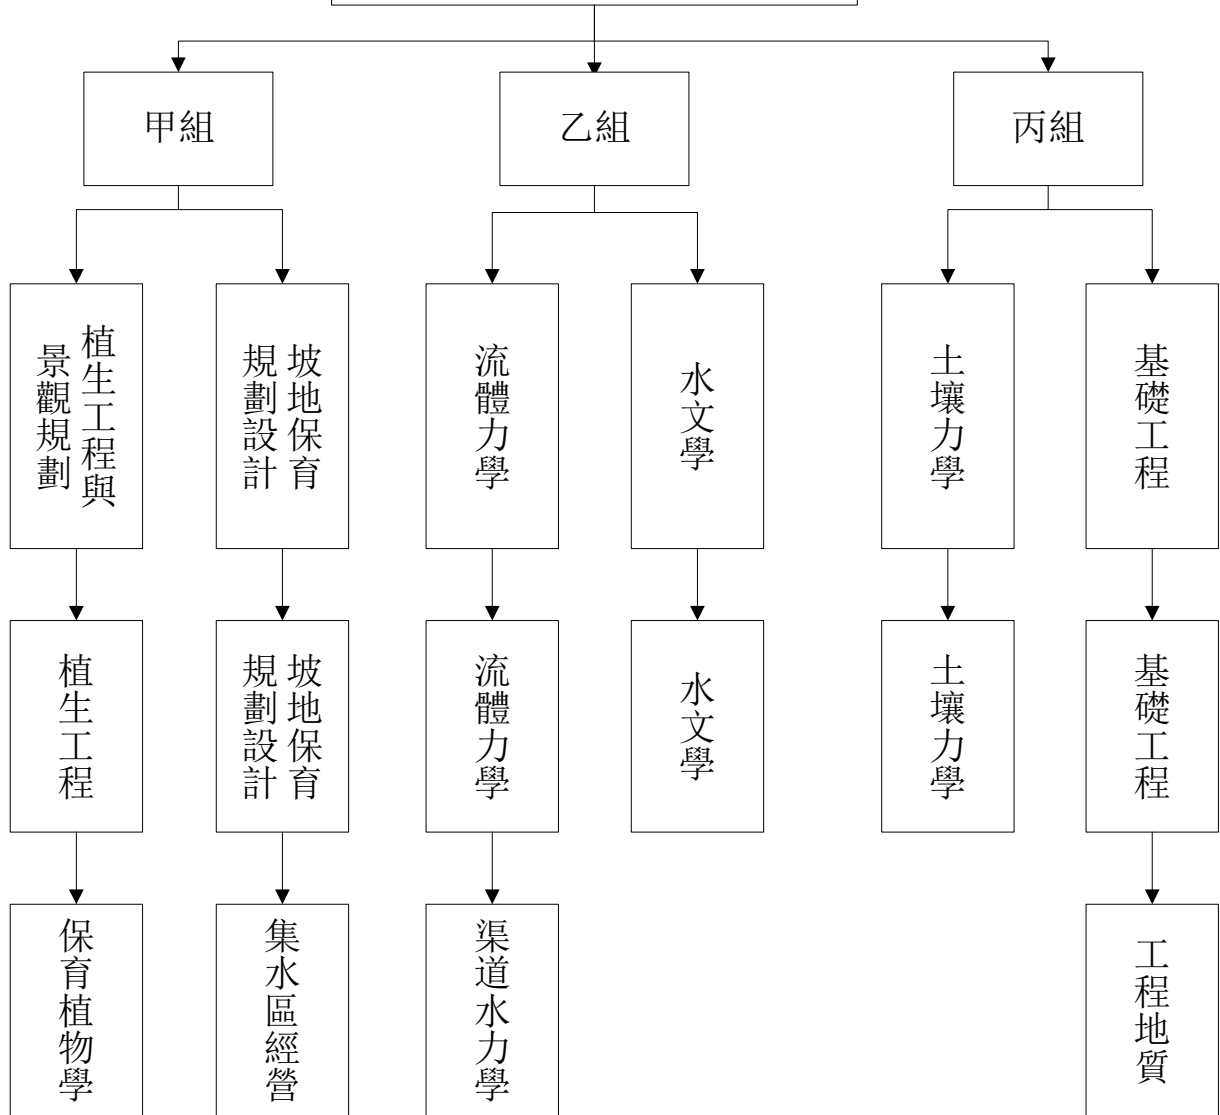 甲組
乙組
丙組
植生工程與
景觀規劃
坡地保育
規劃設計
流體力學
水文學
土壤力學
基礎工程
植生工程
坡地保育
規劃設計
流體力學
水文學
土壤力學
基礎工程
保育植物學
集水區經營
渠道水力學
工程地質